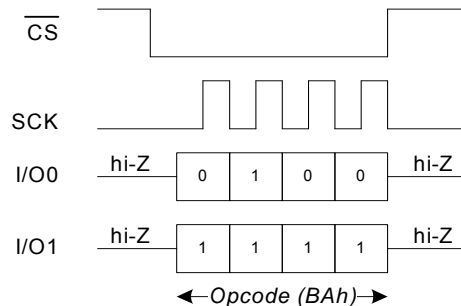 CS
SCK
I/O0 hi-Z 0 1 0 0 hi-Z
I/O1 hi-Z 1 1 1 1 hi-Z
Opcode (BAh)